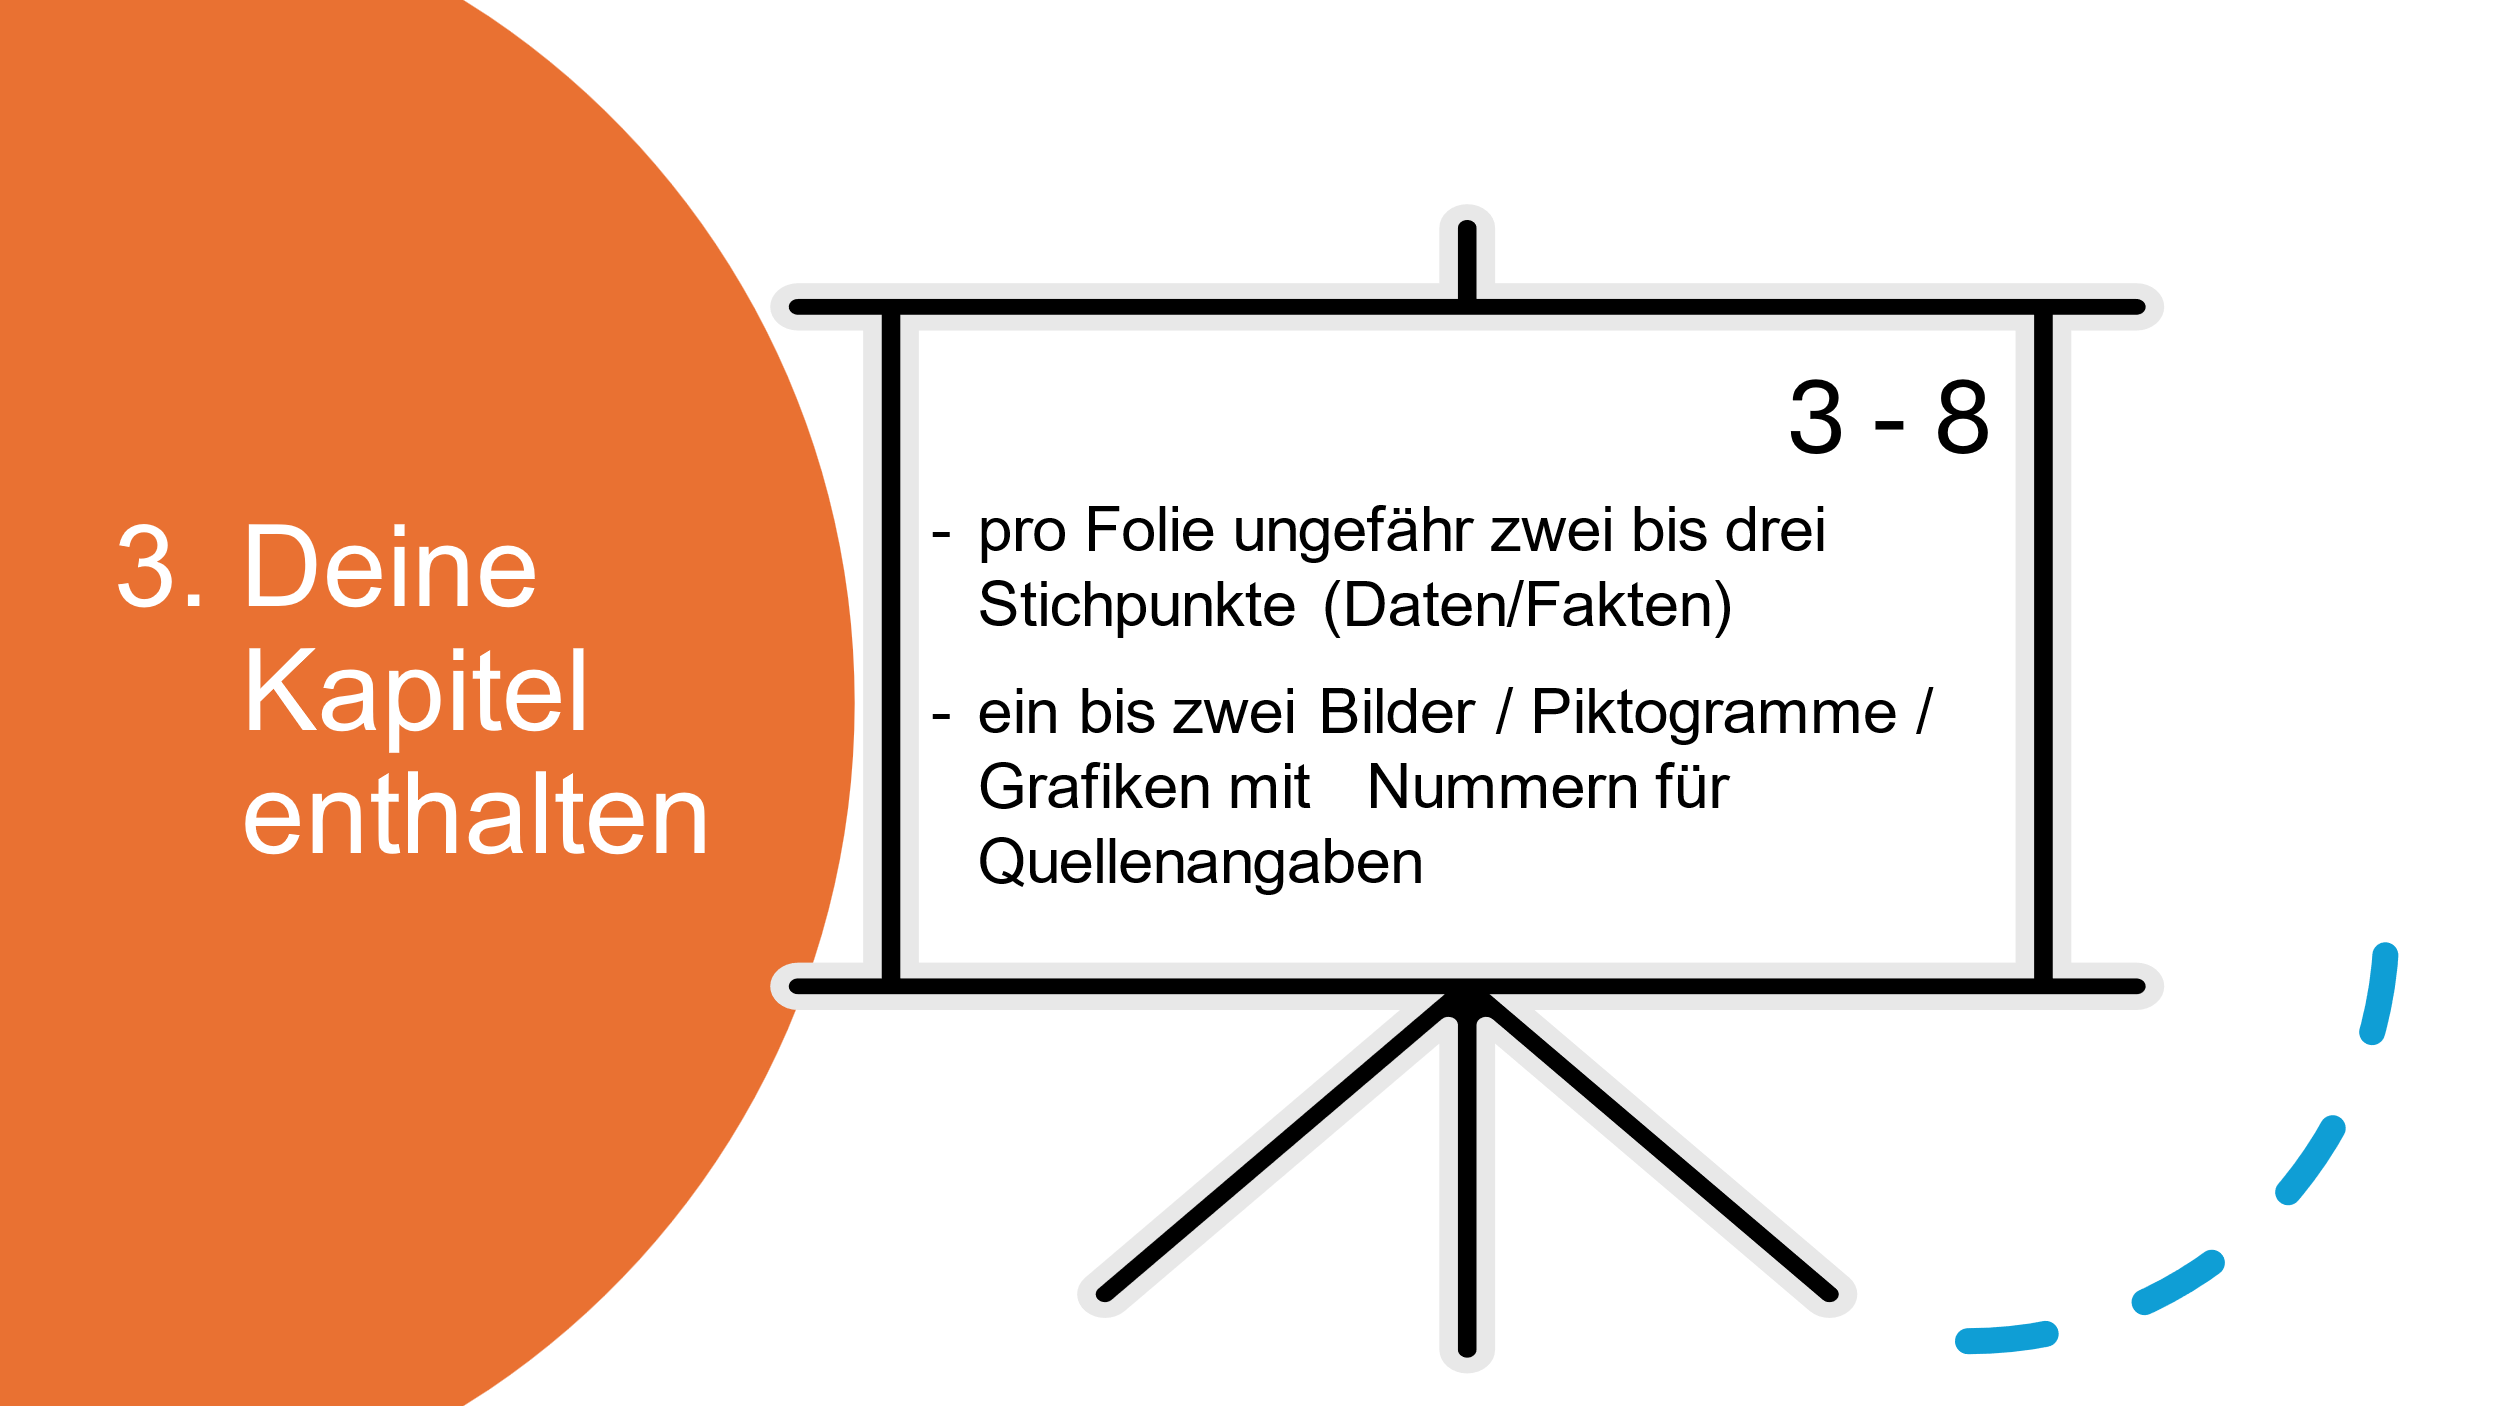 3. Deine
Kapitel
enthalten
3 - 8
- pro Folie ungefähr zwei bis drei
Stichpunkte (Daten/Fakten)
- ein bis zwei Bilder / Piktogramme /
Grafiken mit Nummern für
Quellenangaben